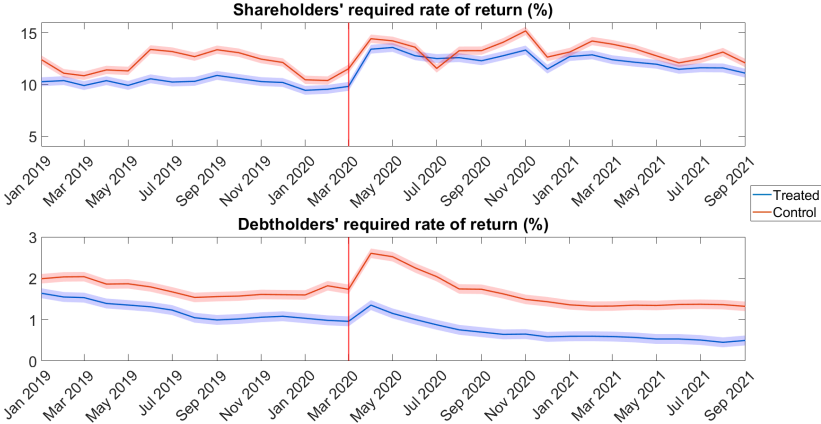 Shareholders' required rate of return (%)
15
10
5
Jan 2019 Mar 2019 May 2019 Jul 2019 Sep 2019 Nov 2019 Jan 2020 Mar 2020 May 2020 Jul 2020 Sep 2020 Nov 2020 Jan 2021 Mar 2021 May 2021 Jul 2021 Sep 2021
Treated
Control
Debtholders' required rate of return (%)
3
2
1
0
Jan 2019 Mar 2019 May 2019 Jul 2019 Sep 2019 Nov 2019 Jan 2020 Mar 2020 May 2020 Jul 2020 Sep 2020 Nov 2020 Jan 2021 Mar 2021 May 2021 Jul 2021 Sep 2021